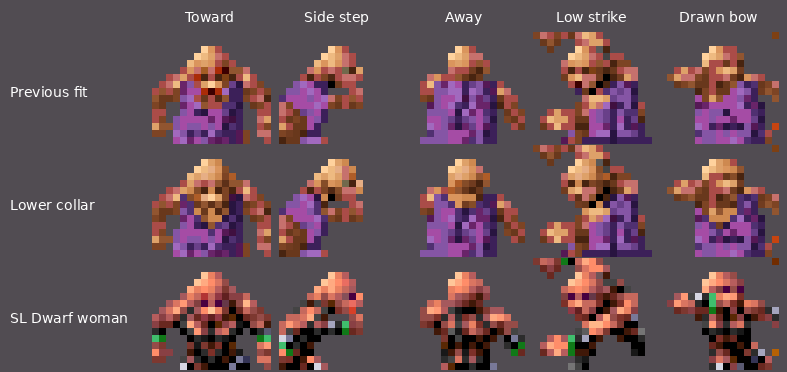 Toward Side step Away Low strike Drawn bow
Previous fit
Lower collar
SL Dwarf woman